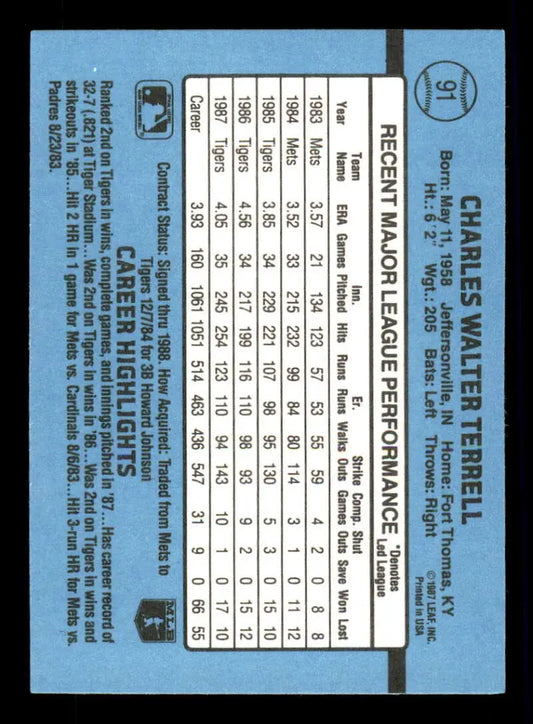 91
CHARLES WALTER TERRELL
© 1987 LEAF, INC.
Printed in USA
Born: May 11, 1958 Jeffersonville, IN Home: Fort Thomas, KY
Ht.: 6'2" Wgt.: 205 Bats: Left Throws: Right
RECENT MAJOR LEAGUE PERFORMANCE *Denotes
Led League
Team Inn. Er. Strike Comp. Shut
Year Name ERA Games Pitched Hits Runs Runs Walks Outs Games Outs Save Won Lost
1983 Mets 3.57 21 134 123 57 53 55 59 4 2 0 8 8
1984 Mets 3.52 33 215 232 99 84 80 114 3 1 0 11 12
1985 Tigers 3.85 34 229 221 107 98 95 130 5 3 0 15 10
1986 Tigers 4.56 34 217 199 116 110 98 93 9 2 0 15 12
1987 Tigers 4.05 35 245 254 123 110 94 143 10 1 0 17 10
Career 3.93 160 1061 1051 514 463 436 547 31 9 0 66 55
Contract Status: Signed thru 1988. How Acquired: Traded from Mets to
Tigers 12/7/84 for 3B Howard Johnson
MLB
CAREER HIGHLIGHTS
Ranked 2nd on Tigers in wins, complete games, and innings pitched in '87...Has career record of
32-7 (.821) at Tiger Stadium...Was 2nd on Tigers in wins in '86...Was 2nd on Tigers in wins and
strikeouts in '85...Hit 2 HR in 1 game for Mets vs. Cardinals 8/6/83...Hit 3-run HR for Mets vs.
Padres 8/23/83.